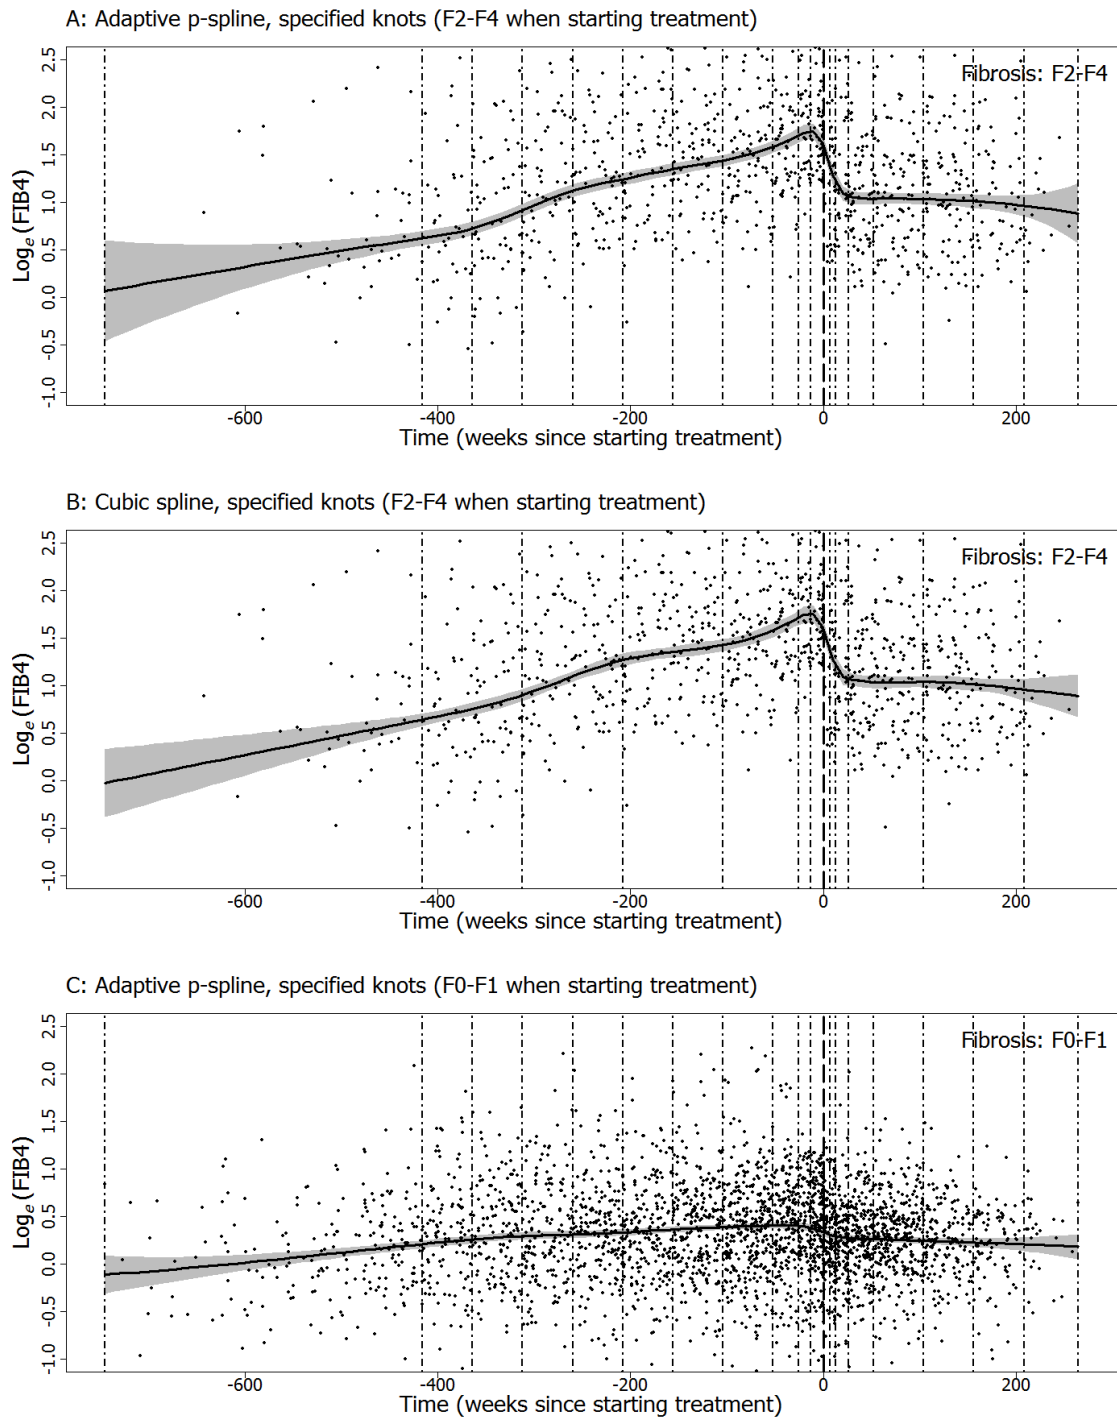 A: Adaptive p-spline, specified knots (F2-F4 when starting treatment)
Fibrosis: F2-F4
Logₑ (FIB4)
2.5
2.0
1.5
1.0
0.5
0.0
-0.5
-1.0
-600 -400 -200 0 200
Time (weeks since starting treatment)
B: Cubic spline, specified knots (F2-F4 when starting treatment)
Fibrosis: F2-F4
Logₑ (FIB4)
2.5
2.0
1.5
1.0
0.5
0.0
-0.5
-1.0
-600 -400 -200 0 200
Time (weeks since starting treatment)
C: Adaptive p-spline, specified knots (F0-F1 when starting treatment)
Fibrosis: F0-F1
Logₑ (FIB4)
2.5
2.0
1.5
1.0
0.5
0.0
-0.5
-1.0
-600 -400 -200 0 200
Time (weeks since starting treatment)